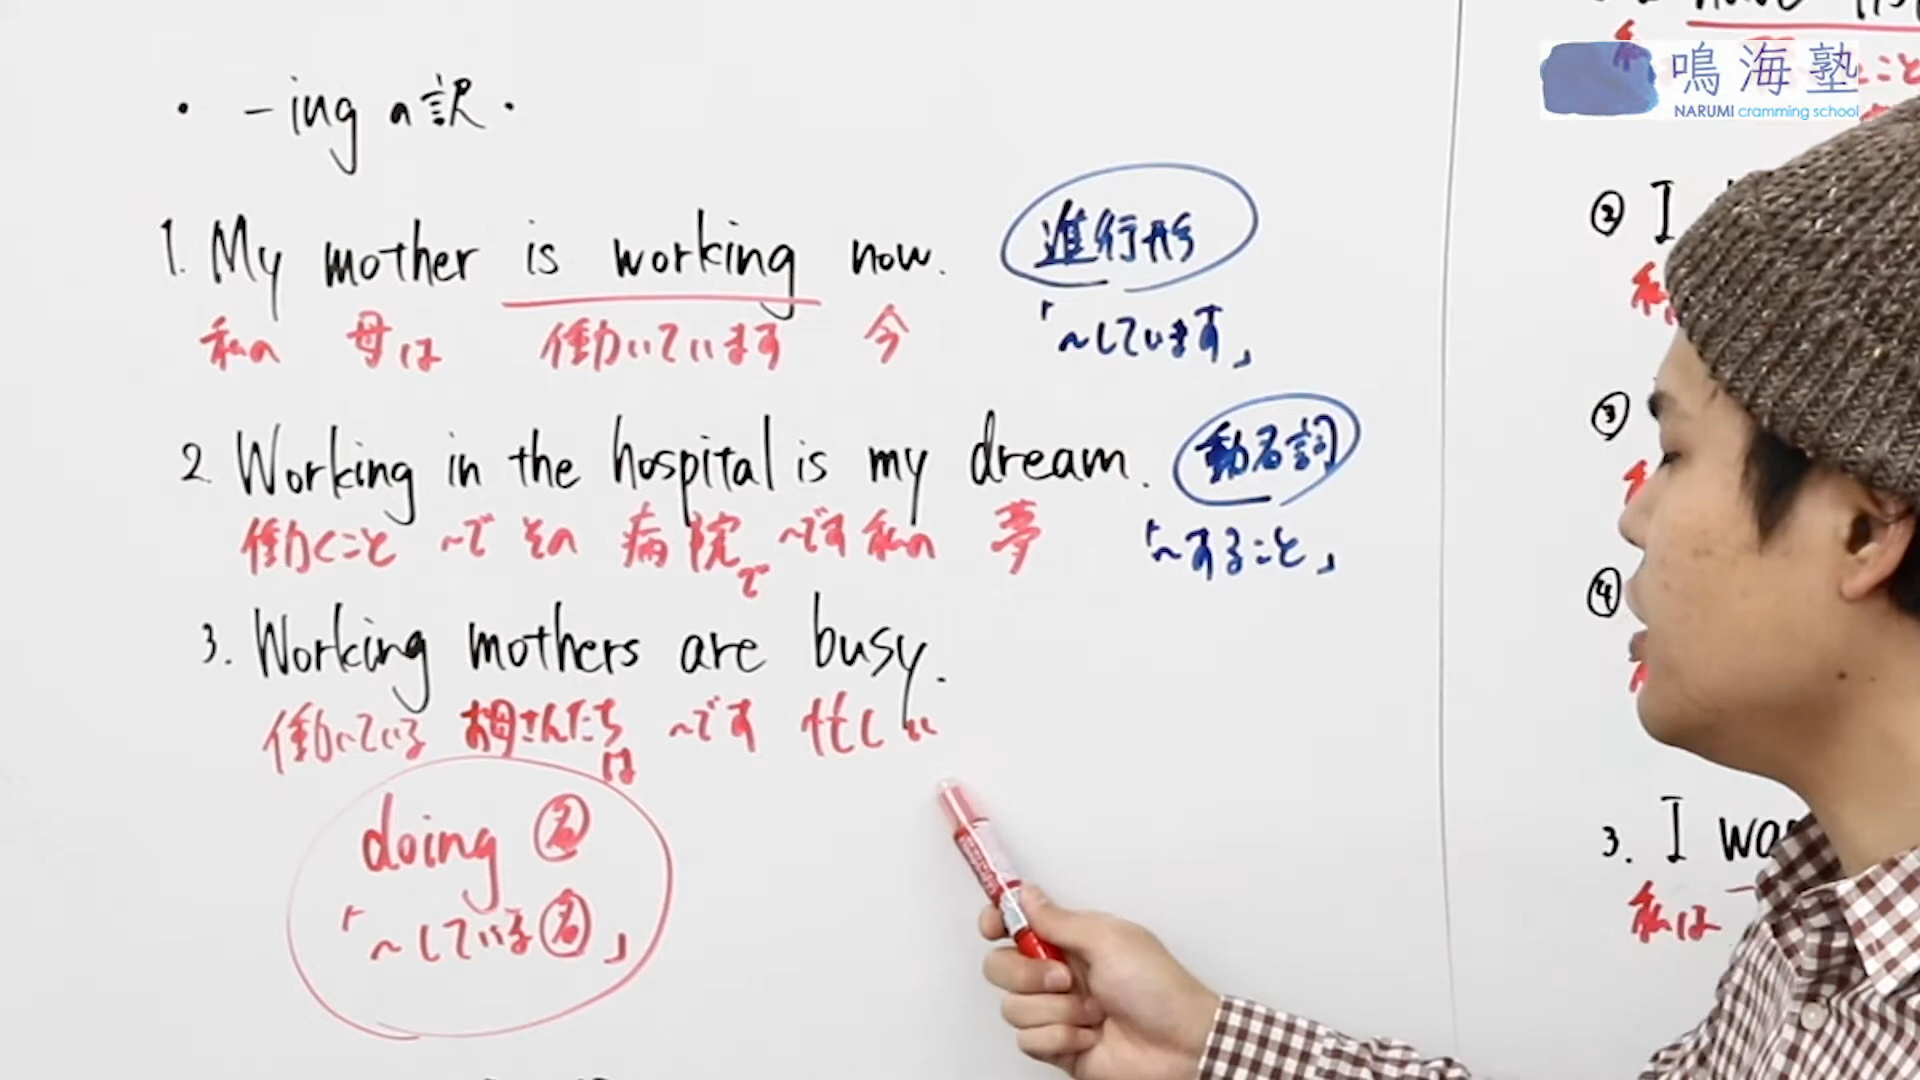 ・ -ing の訳・
1. My mother is working now. 進行形
私の 母は 働いています 今 「〜しています」
2. Working in the hospital is my dream. 動名詞
働くこと 〜で その 病院で 〜です 私の 夢 「〜すること」
3. Working mothers are busy.
働いている お母さんたちは 〜です 忙しい
doing 名
「〜している名」
鳴海塾
NARUMI cramming school
こと
② I
③
④
3. I wa
私は